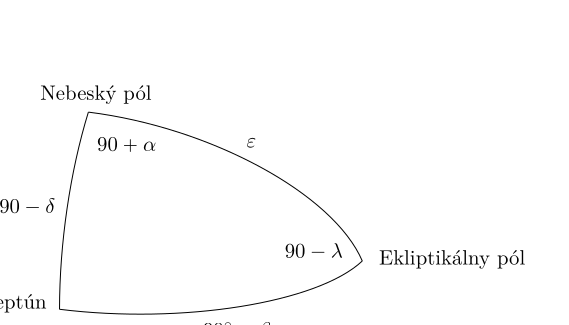 Nebeský pól
90 + α
ε
90 − δ
90 − λ
Ekliptikálny pól